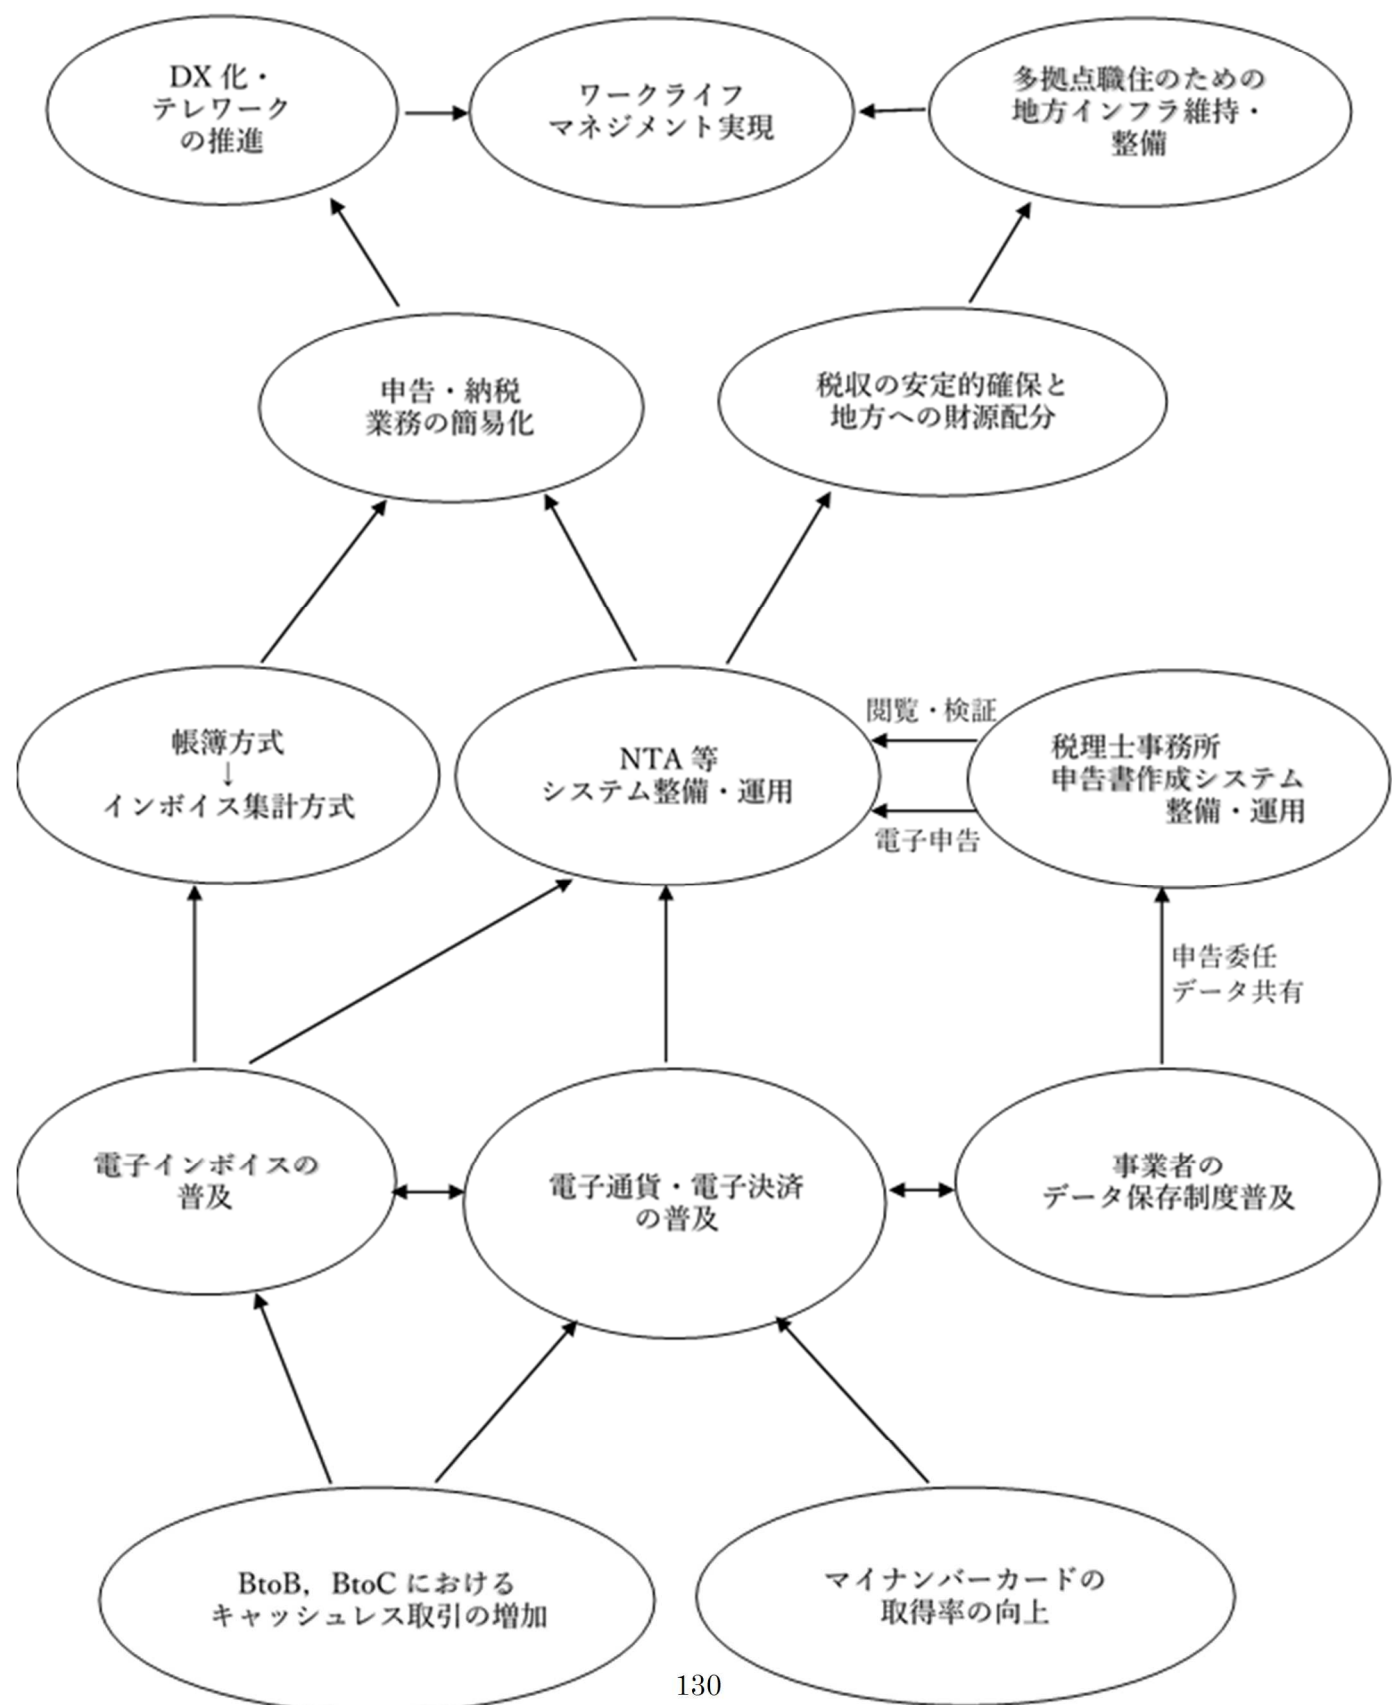 DX 化・
テレワーク
の推進
ワークライフ
マネジメント実現
多拠点職住のための
地方インフラ維持・
整備
申告・納税
業務の簡易化
税収の安定的確保と
地方への財源配分
帳簿方式
↓
インボイス集計方式
NTA 等
システム整備・運用
閲覧・検証
電子申告
税理士事務所
申告書作成システム
整備・運用
申告委任
データ共有
電子インボイスの
普及
電子通貨・電子決済
の普及
事業者の
データ保存制度普及
BtoB，BtoC における
キャッシュレス取引の増加
マイナンバーカードの
取得率の向上
130